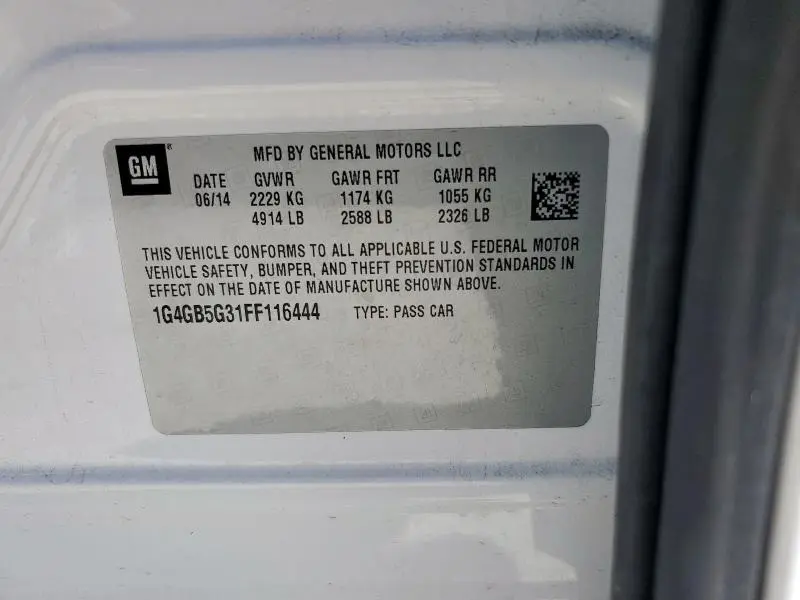 GM
MFD BY GENERAL MOTORS LLC
DATE GVWR GAWR FRT GAWR RR
06/14 2229 KG 1174 KG 1055 KG
4914 LB 2588 LB 2326 LB
THIS VEHICLE CONFORMS TO ALL APPLICABLE U.S. FEDERAL MOTOR
VEHICLE SAFETY, BUMPER, AND THEFT PREVENTION STANDARDS IN
EFFECT ON THE DATE OF MANUFACTURE SHOWN ABOVE.
1G4GB5G31FF116444 TYPE: PASS CAR